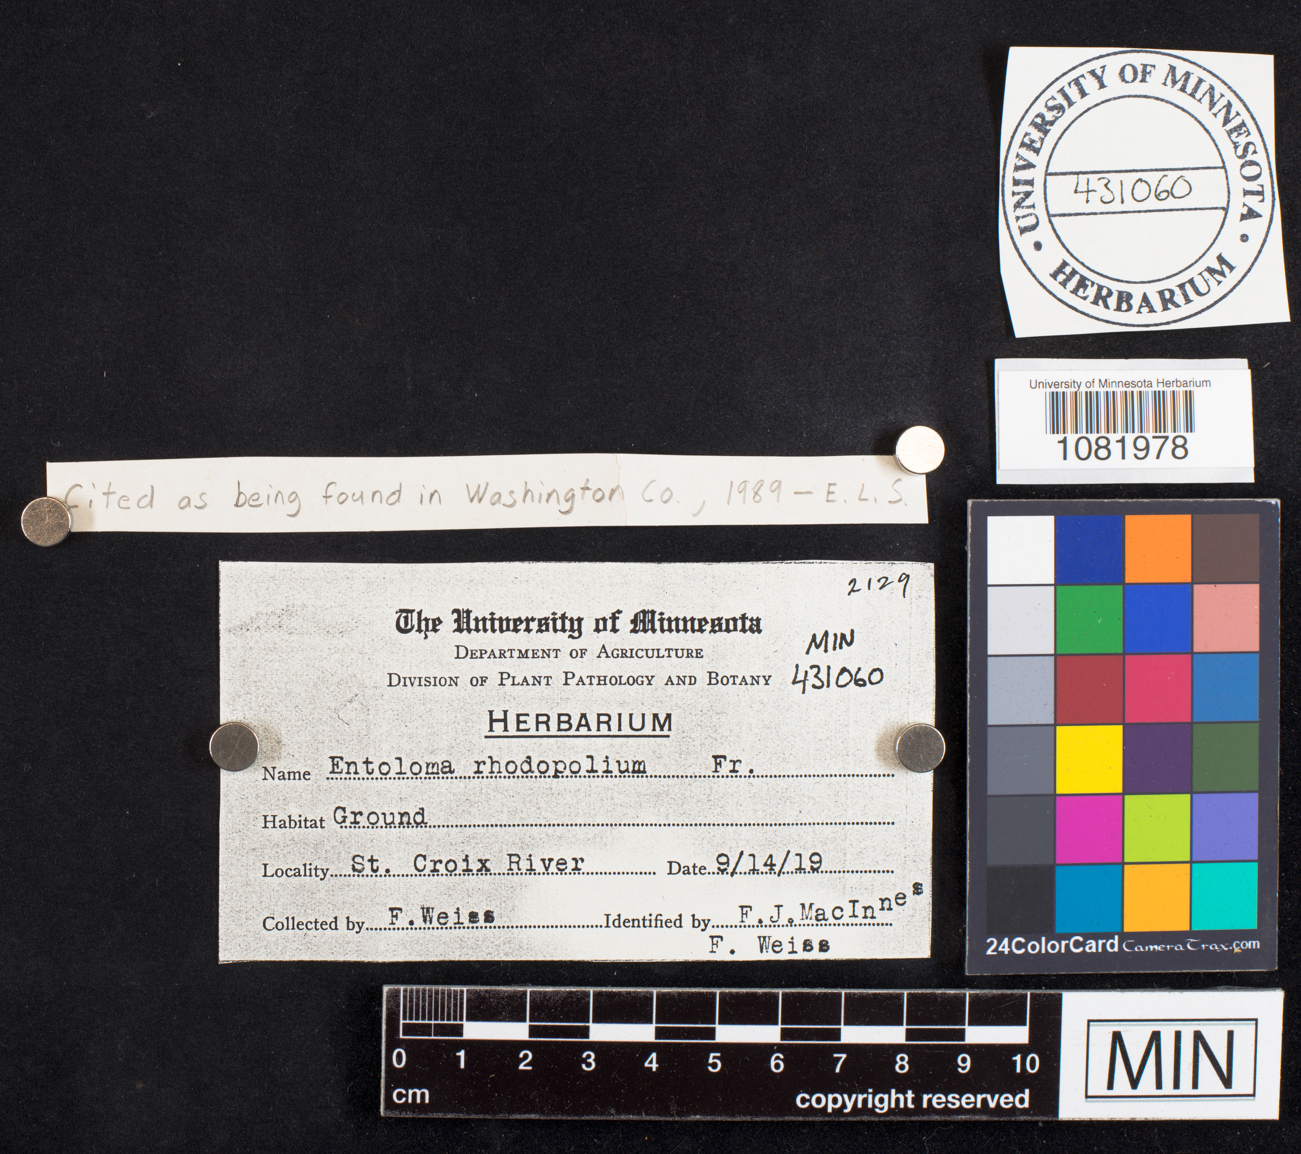 UNIVERSITY OF MINNESOTA
431060
HERBARIUM
University of Minnesota Herbarium
1081978
Cited as being found in Washington Co., 1989 – E. L. S.
2129
The University of Minnesota
DEPARTMENT OF AGRICULTURE
DIVISION OF PLANT PATHOLOGY AND BOTANY
MIN
431060
HERBARIUM
Name Entoloma rhodopolium Fr.
Habitat Ground
Locality St. Croix River Date 9/14/19
Collected by F.Weiss Identified by F.J.MacInnes
F. Weiss
24ColorCard CameraTrax.com
0 1 2 3 4 5 6 7 8 9 10
cm
copyright reserved
MIN